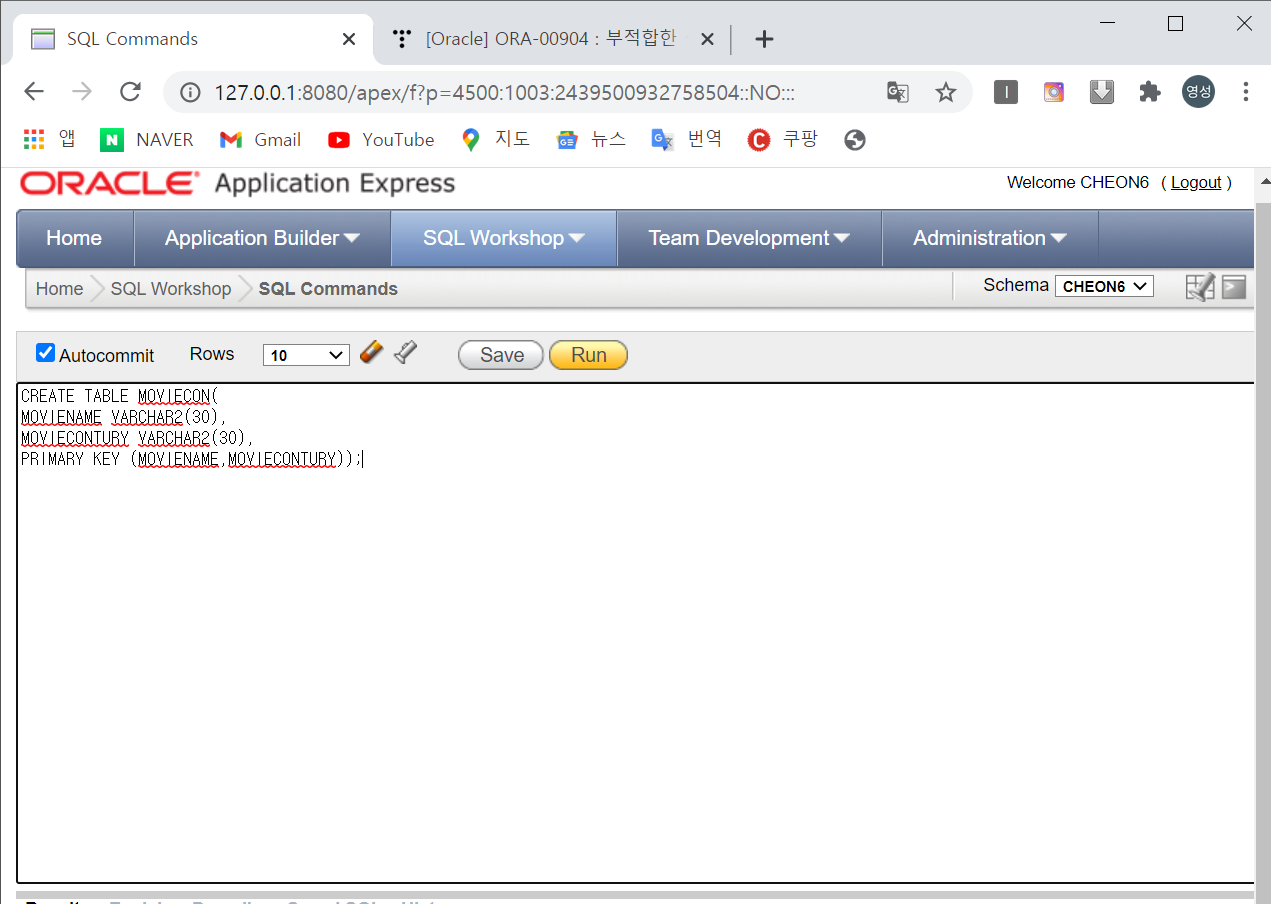 SQL Commands
[Oracle] ORA-00904 : 부적합한
127.0.0.1:8080/apex/f?p=4500:1003:2439500932758504::NO:::
영성
앱 NAVER Gmail YouTube 지도 뉴스 번역 쿠팡
ORACLE Application Express
Welcome CHEON6 ( Logout )
Home Application Builder SQL Workshop Team Development Administration
Home SQL Workshop SQL Commands
Schema CHEON6
Autocommit Rows 10 Save Run
CREATE TABLE MOVIECON(
MOVIENAME VARCHAR2(30),
MOVIECONTURY VARCHAR2(30),
PRIMARY KEY (MOVIENAME,MOVIECONTURY));